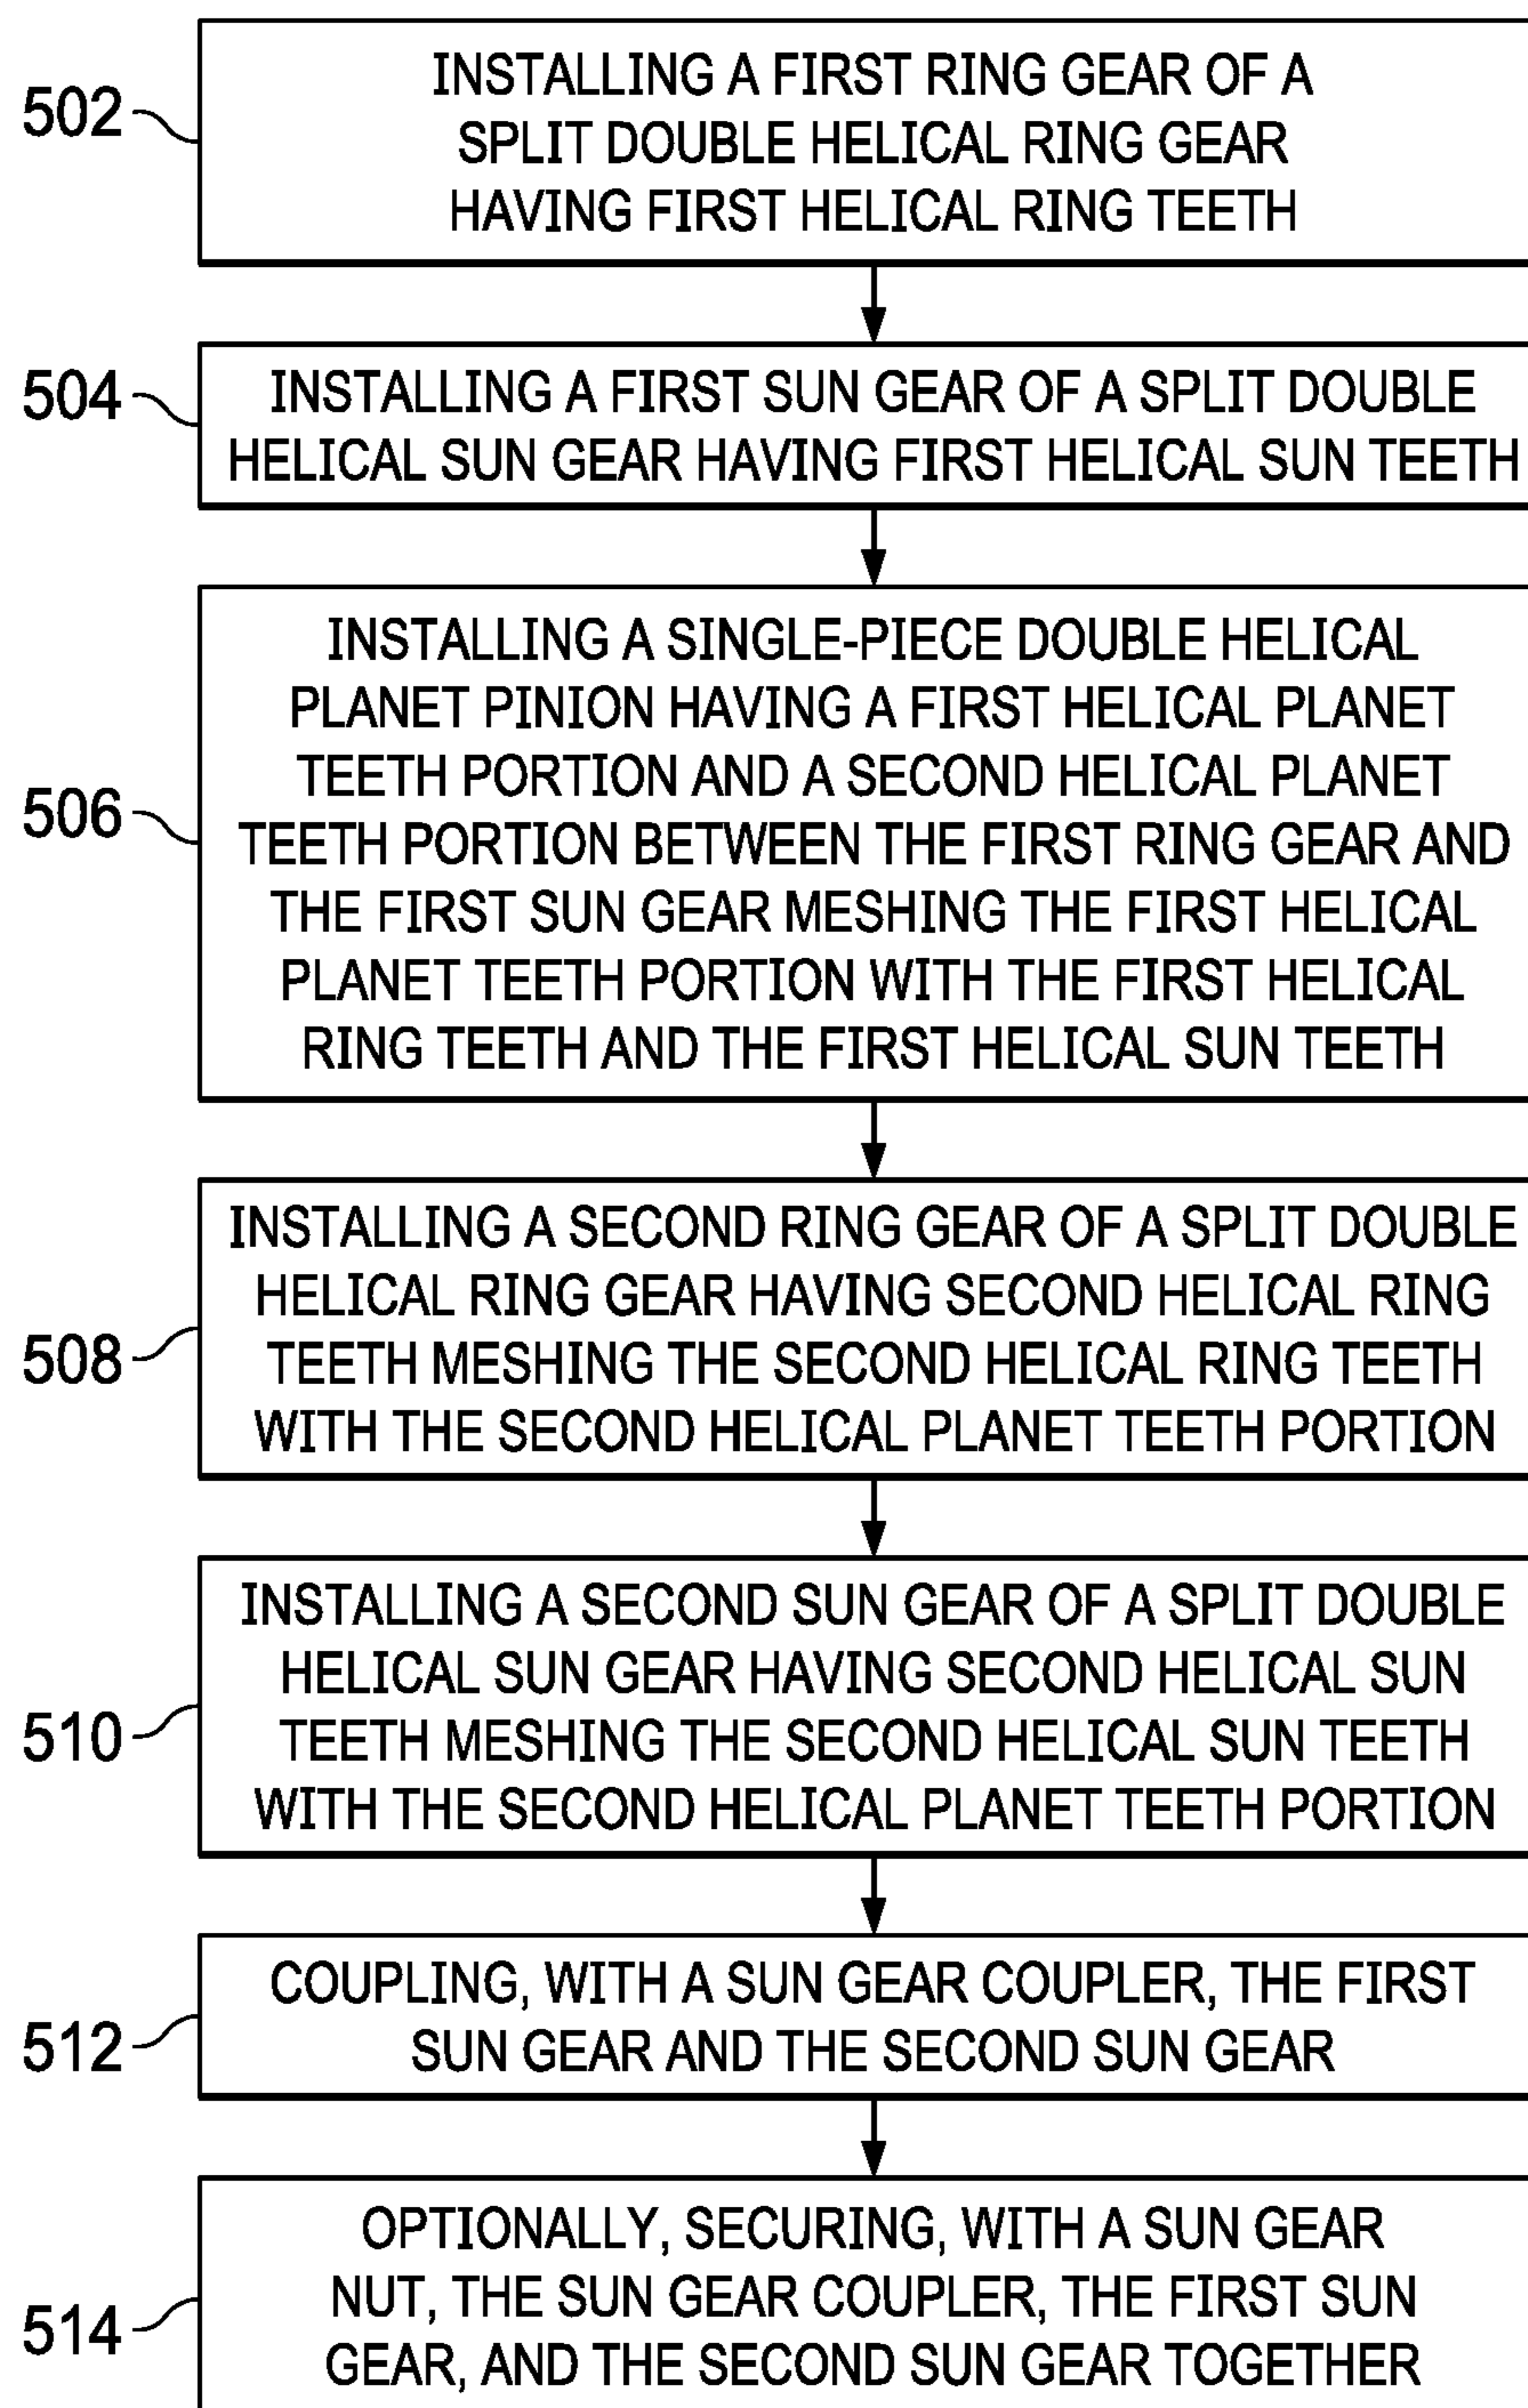 502
INSTALLING A FIRST RING GEAR OF A
SPLIT DOUBLE HELICAL RING GEAR
HAVING FIRST HELICAL RING TEETH
504
INSTALLING A FIRST SUN GEAR OF A SPLIT DOUBLE
HELICAL SUN GEAR HAVING FIRST HELICAL SUN TEETH
506
INSTALLING A SINGLE-PIECE DOUBLE HELICAL
PLANET PINION HAVING A FIRST HELICAL PLANET
TEETH PORTION AND A SECOND HELICAL PLANET
TEETH PORTION BETWEEN THE FIRST RING GEAR AND
THE FIRST SUN GEAR MESHING THE FIRST HELICAL
PLANET TEETH PORTION WITH THE FIRST HELICAL
RING TEETH AND THE FIRST HELICAL SUN TEETH
508
INSTALLING A SECOND RING GEAR OF A SPLIT DOUBLE
HELICAL RING GEAR HAVING SECOND HELICAL RING
TEETH MESHING THE SECOND HELICAL RING TEETH
WITH THE SECOND HELICAL PLANET TEETH PORTION
510
INSTALLING A SECOND SUN GEAR OF A SPLIT DOUBLE
HELICAL SUN GEAR HAVING SECOND HELICAL SUN
TEETH MESHING THE SECOND HELICAL SUN TEETH
WITH THE SECOND HELICAL PLANET TEETH PORTION
512
COUPLING, WITH A SUN GEAR COUPLER, THE FIRST
SUN GEAR AND THE SECOND SUN GEAR
514
OPTIONALLY, SECURING, WITH A SUN GEAR
NUT, THE SUN GEAR COUPLER, THE FIRST SUN
GEAR, AND THE SECOND SUN GEAR TOGETHER